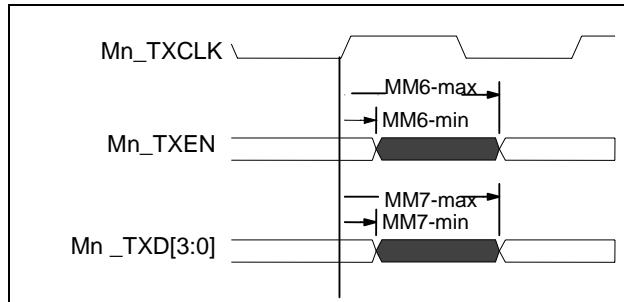 Mn_TXCLK
MM6-max
MM6-min
Mn_TXEN
MM7-max
MM7-min
Mn _TXD[3:0]